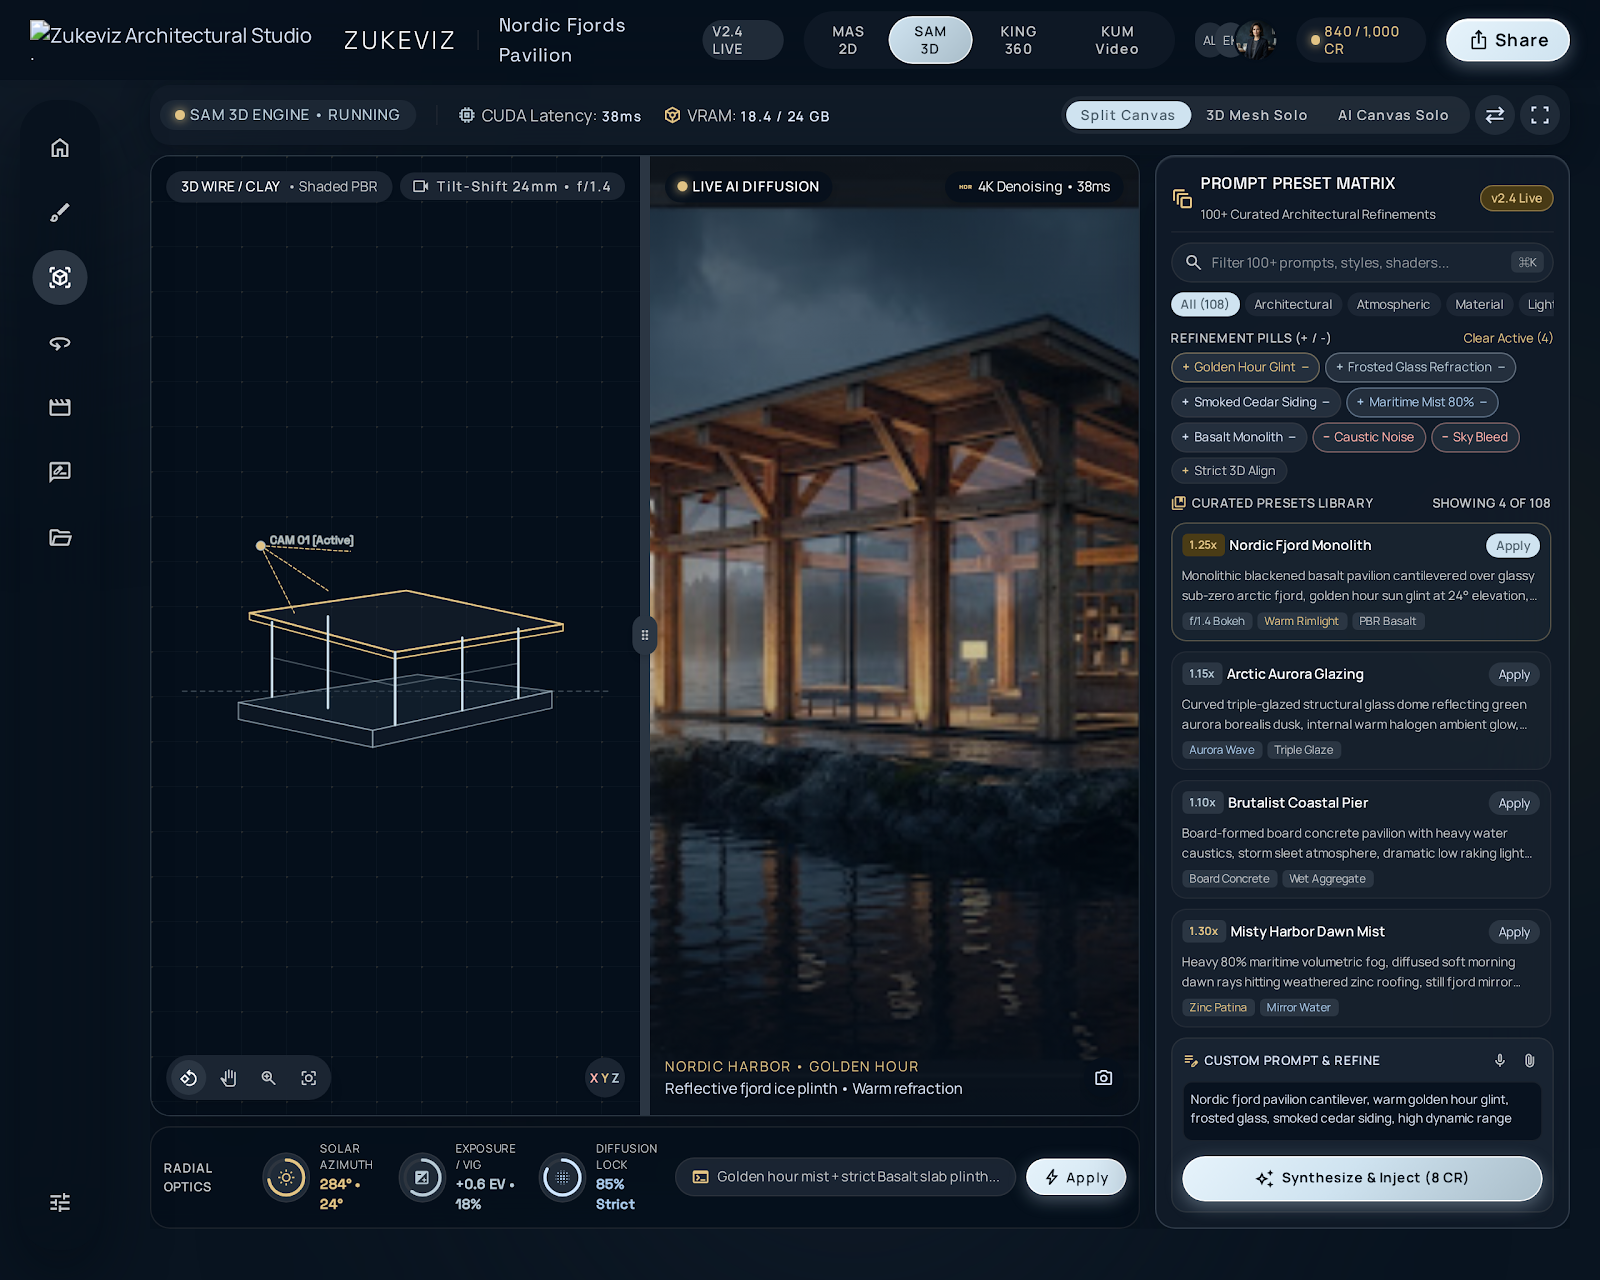 Zukeviz Architectural Studio
.
ZUKEVIZ
Nordic Fjords
Pavilion
V2.4
LIVE
MAS
2D
SAM
3D
KING
360
KUM
Video
AL
840 / 1,000
CR
Share
SAM 3D ENGINE • RUNNING
CUDA Latency: 38ms
VRAM: 18.4 / 24 GB
Split Canvas
3D Mesh Solo
AI Canvas Solo
3D WIRE / CLAY • Shaded PBR
Tilt-Shift 24mm • f/1.4
LIVE AI DIFFUSION
HDR 4K Denoising • 38ms
CAM 01 [Active]
XYZ
NORDIC HARBOR • GOLDEN HOUR
Reflective fjord ice plinth • Warm refraction
RADIAL
OPTICS
SOLAR
AZIMUTH
284° •
24°
EXPOSURE
/ VIG
+0.6 EV •
18%
DIFFUSION
LOCK
85%
Strict
Golden hour mist + strict Basalt slab plinth...
Apply
PROMPT PRESET MATRIX
100+ Curated Architectural Refinements
v2.4 Live
Filter 100+ prompts, styles, shaders...
⌘K
All (108)
Architectural
Atmospheric
Material
Light
REFINEMENT PILLS (+ / -)
Clear Active (4)
+ Golden Hour Glint −
+ Frosted Glass Refraction −
+ Smoked Cedar Siding −
+ Maritime Mist 80% −
+ Basalt Monolith −
− Caustic Noise
− Sky Bleed
+ Strict 3D Align
CURATED PRESETS LIBRARY
SHOWING 4 OF 108
1.25x Nordic Fjord Monolith
Apply
Monolithic blackened basalt pavilion cantilevered over glassy
sub-zero arctic fjord, golden hour sun glint at 24° elevation,...
f/1.4 Bokeh
Warm Rimlight
PBR Basalt
1.15x Arctic Aurora Glazing
Apply
Curved triple-glazed structural glass dome reflecting green
aurora borealis dusk, internal warm halogen ambient glow,...
Aurora Wave
Triple Glaze
1.10x Brutalist Coastal Pier
Apply
Board-formed board concrete pavilion with heavy water
caustics, storm sleet atmosphere, dramatic low raking light...
Board Concrete
Wet Aggregate
1.30x Misty Harbor Dawn Mist
Apply
Heavy 80% maritime volumetric fog, diffused soft morning
dawn rays hitting weathered zinc roofing, still fjord mirror...
Zinc Patina
Mirror Water
CUSTOM PROMPT & REFINE
Nordic fjord pavilion cantilever, warm golden hour glint,
frosted glass, smoked cedar siding, high dynamic range
Synthesize & Inject (8 CR)